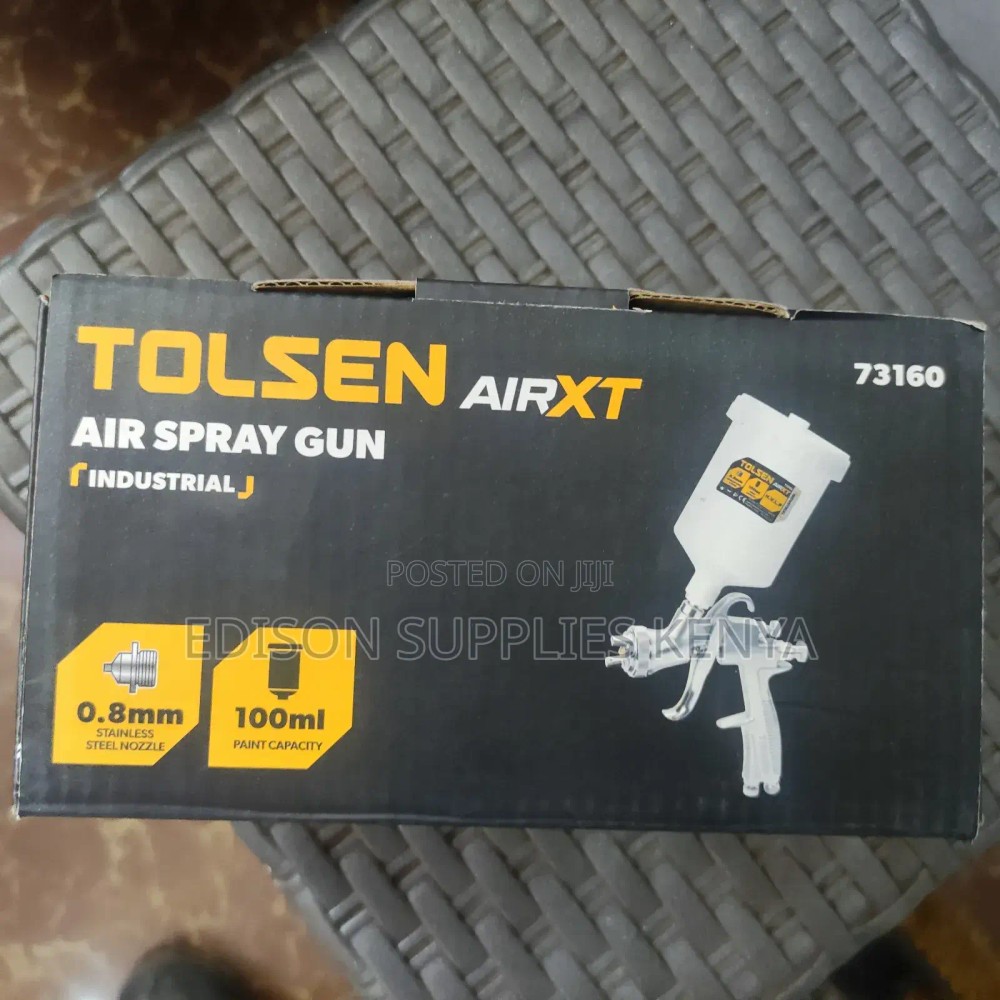 TOLSEN AIRXT
73160
AIR SPRAY GUN
INDUSTRIAL
TOLSEN AIRXT
POSTED ON JIJI
EDISON SUPPLIES KENYA
0.8mm
STAINLESS
STEEL NOZZLE
100ml
PAINT CAPACITY